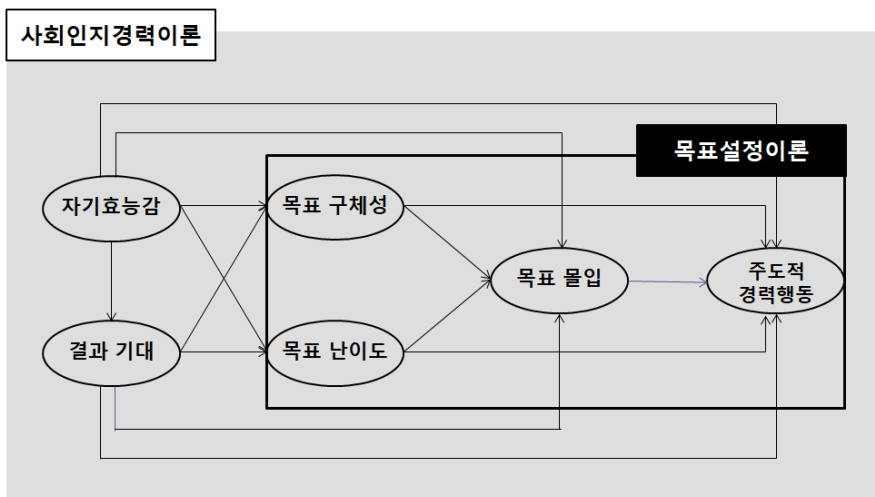 사회인지경력이론
목표설정이론
자기효능감
목표 구체성
목표 몰입
주도적
경력행동
결과 기대
목표 난이도